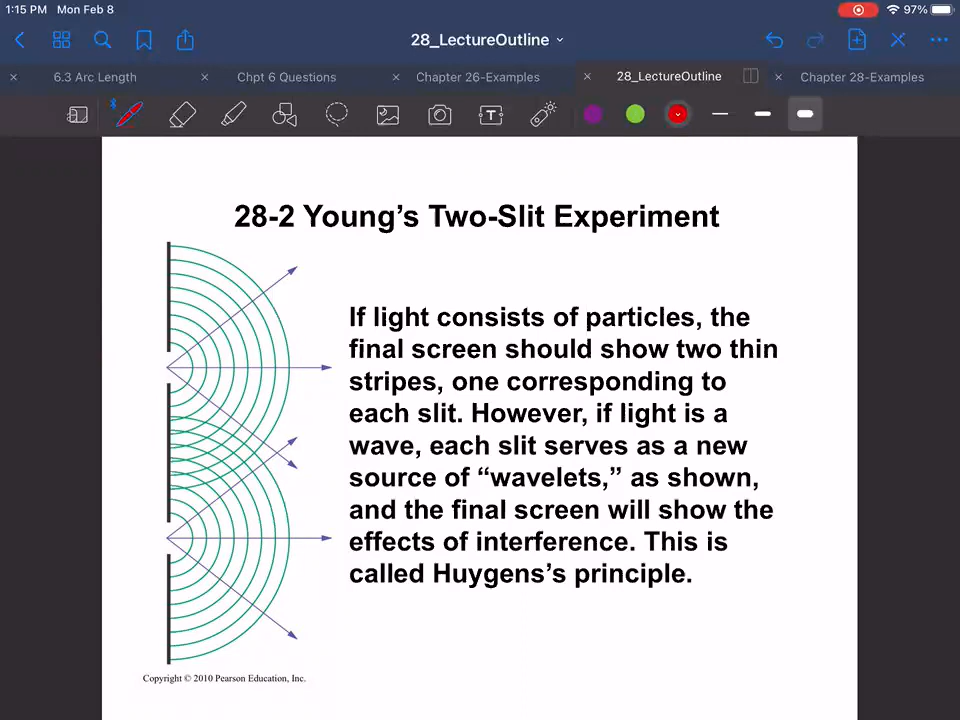 1:15 PM Mon Feb 8
97%
28_LectureOutline
6.3 Arc Length
Chpt 6 Questions
Chapter 26-Examples
28_LectureOutline
Chapter 28-Examples
T
28-2 Young’s Two-Slit Experiment
If light consists of particles, the
final screen should show two thin
stripes, one corresponding to
each slit. However, if light is a
wave, each slit serves as a new
source of “wavelets,” as shown,
and the final screen will show the
effects of interference. This is
called Huygens’s principle.
Copyright © 2010 Pearson Education, Inc.